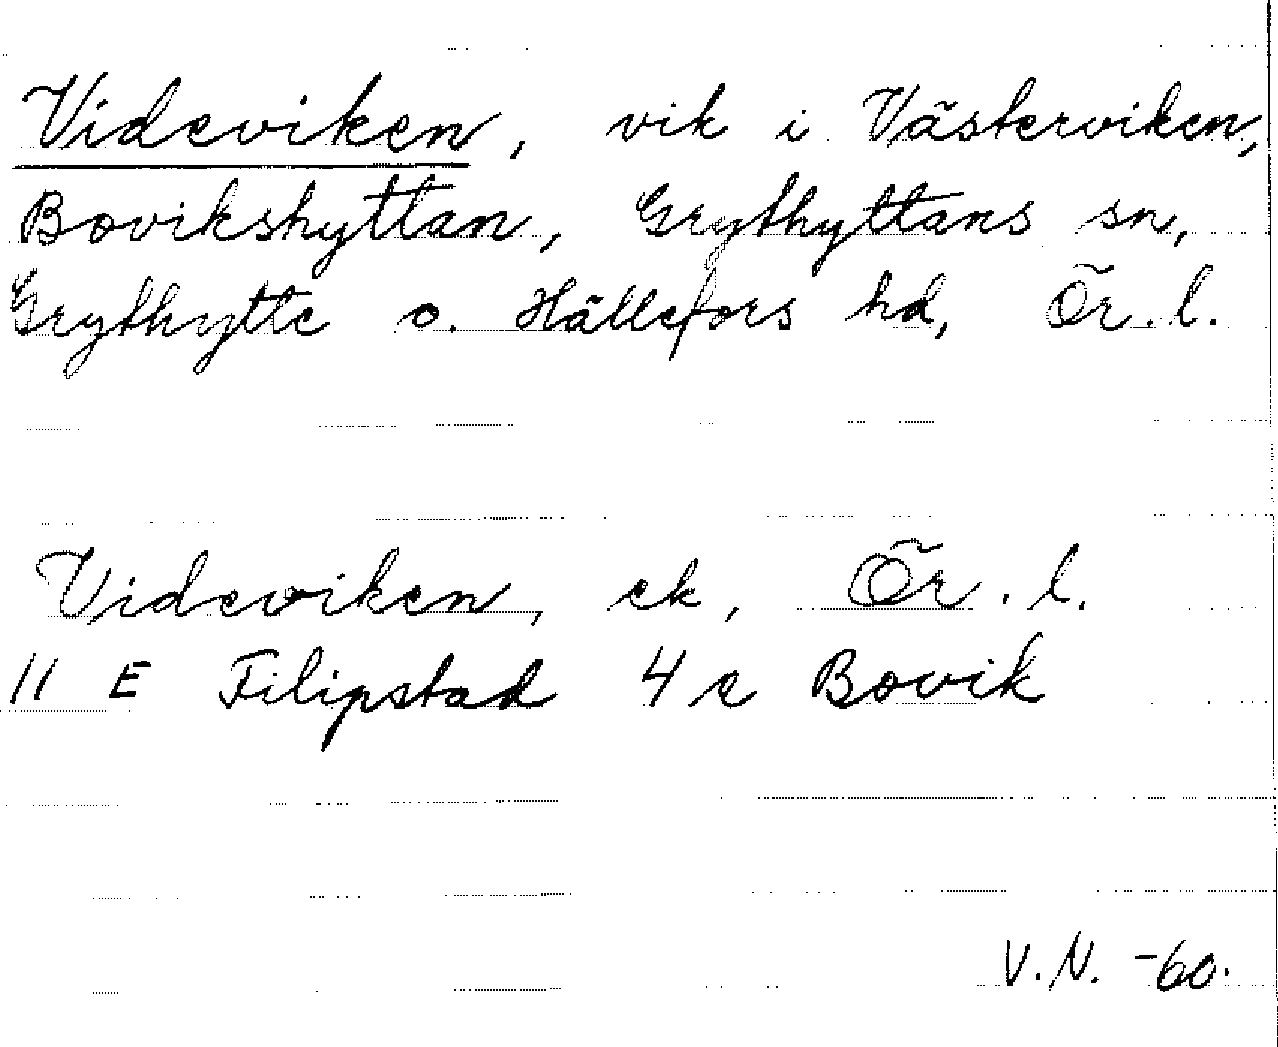 Videviken, vik i Västerviken,
Bovikshyttan, Grythyttans sn,
Grythytte o. Hällefors hd, Ör. l.
Videviken, ek, Ör. l.
11 E Filipstad 4 e Bovik
V. N. -60.